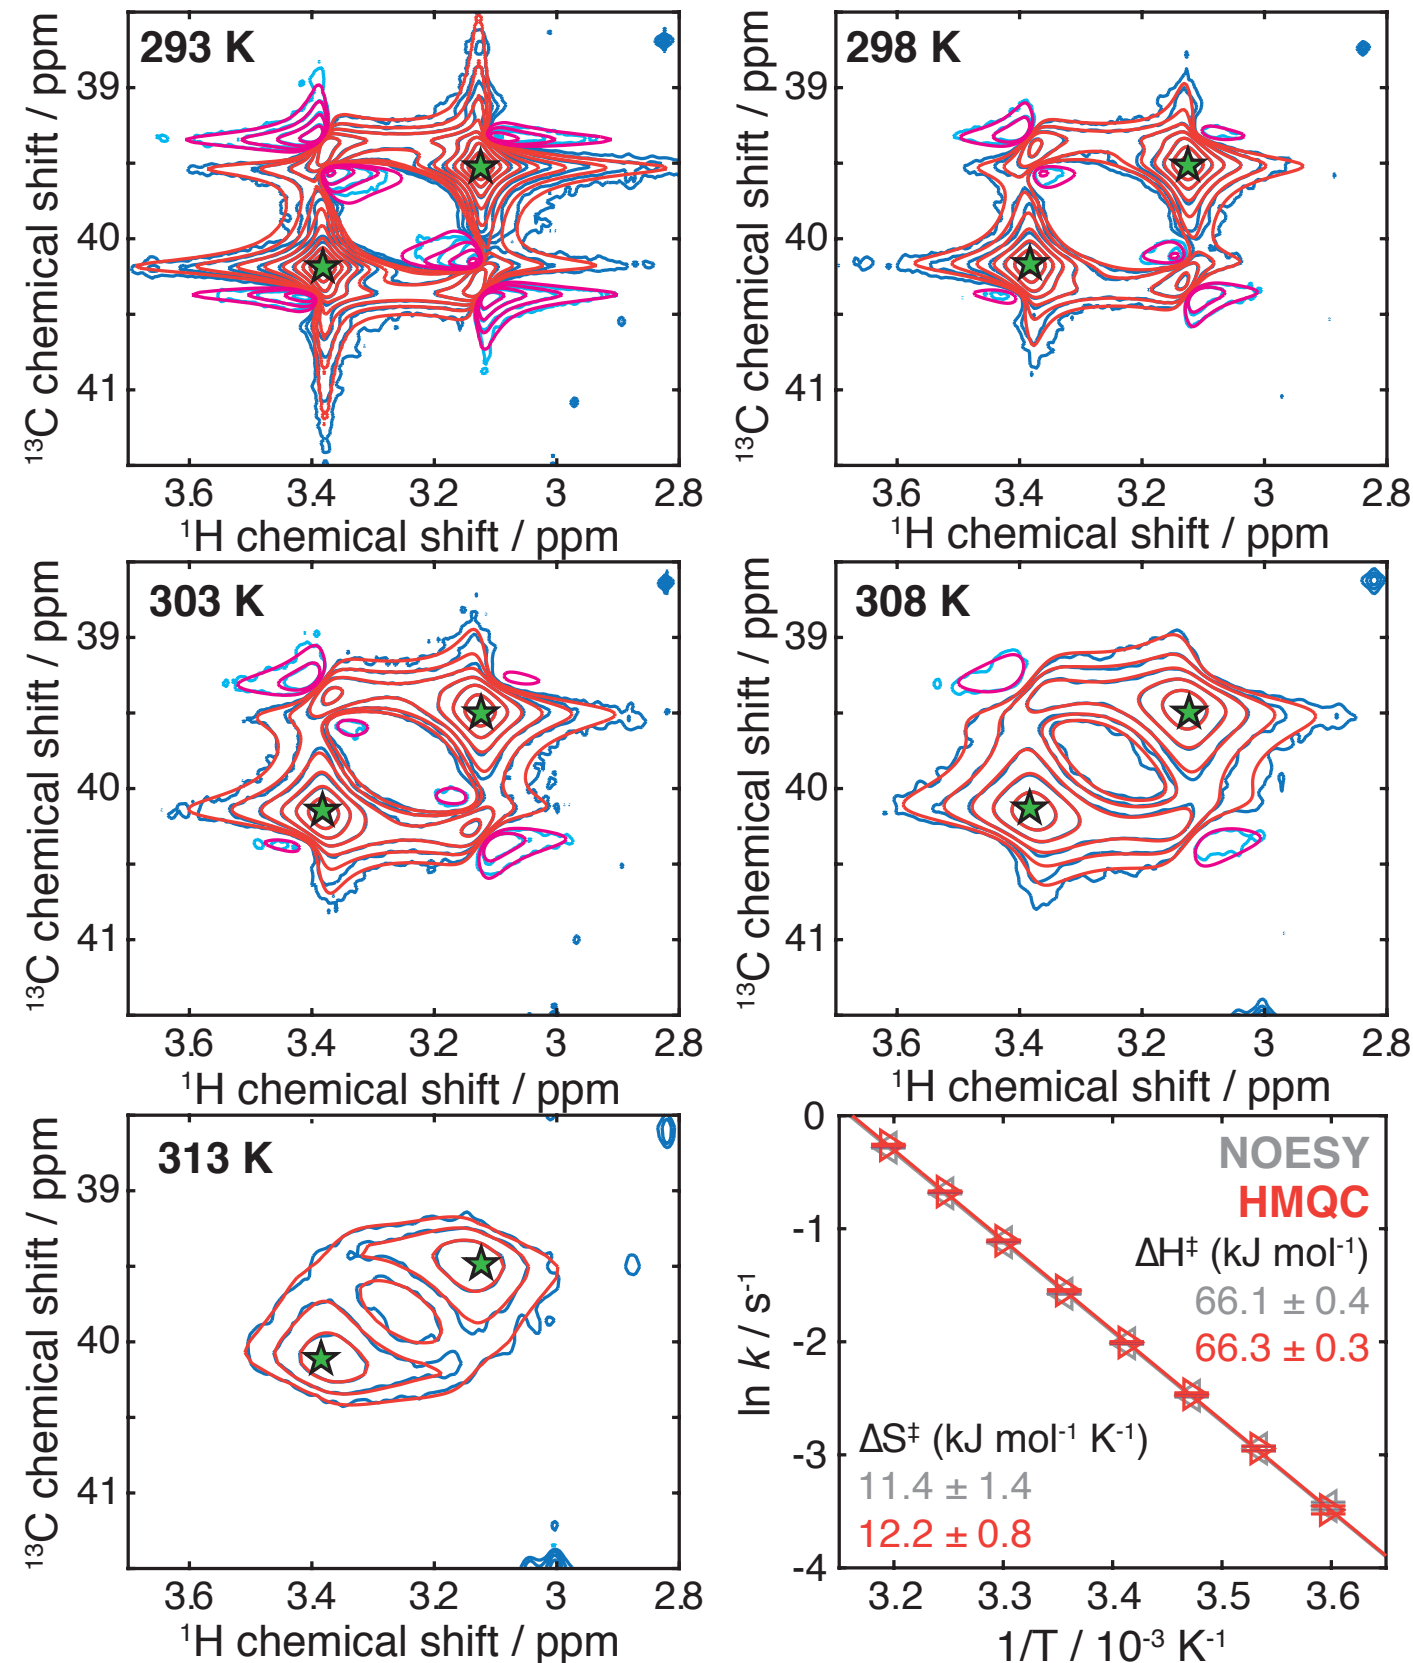 293 K
39
40
41
3.6 3.4 3.2 3 2.8
¹³C chemical shift / ppm
¹H chemical shift / ppm
298 K
39
40
41
3.6 3.4 3.2 3 2.8
¹³C chemical shift / ppm
¹H chemical shift / ppm
303 K
39
40
41
3.6 3.4 3.2 3 2.8
¹³C chemical shift / ppm
¹H chemical shift / ppm
308 K
39
40
41
3.6 3.4 3.2 3 2.8
¹³C chemical shift / ppm
¹H chemical shift / ppm
313 K
39
40
41
3.6 3.4 3.2 3 2.8
¹³C chemical shift / ppm
¹H chemical shift / ppm
0
-1
-2
-3
-4
ln k / s⁻¹
NOESY
HMQC
ΔH‡ (kJ mol⁻¹)
66.1 ± 0.4
66.3 ± 0.3
ΔS‡ (kJ mol⁻¹ K⁻¹)
11.4 ± 1.4
12.2 ± 0.8
3.2 3.3 3.4 3.5 3.6
1/T / 10⁻³ K⁻¹